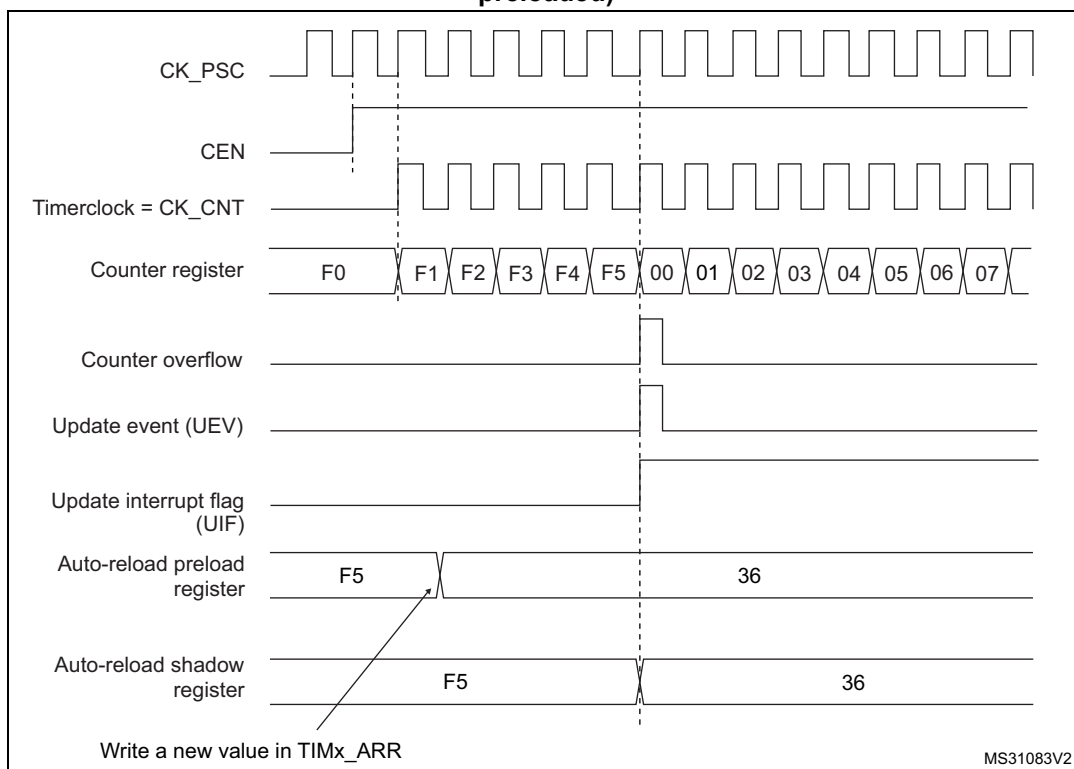 preloaded)
CK_PSC
CEN
Timerclock = CK_CNT
Counter register
F0 F1 F2 F3 F4 F5 00 01 02 03 04 05 06 07
Counter overflow
Update event (UEV)
Update interrupt flag
(UIF)
Auto-reload preload
register
F5 36
Auto-reload shadow
register
F5 36
Write a new value in TIMx_ARR
MS31083V2